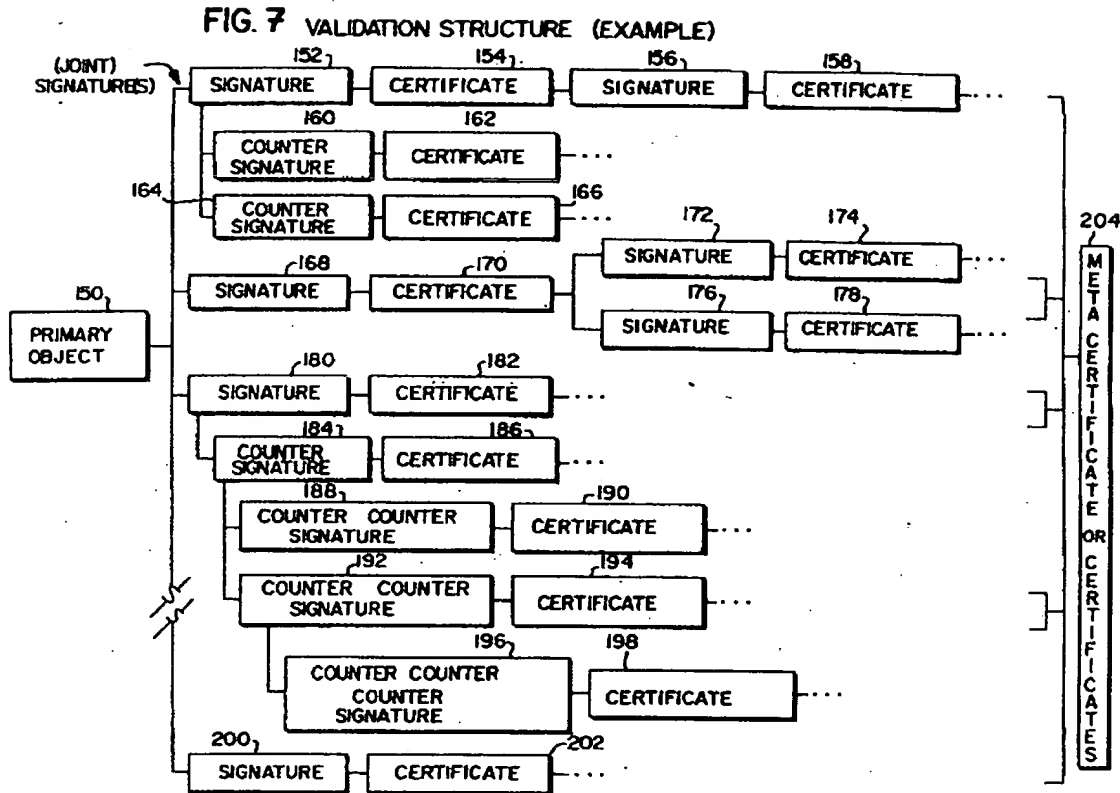 FIG. 7 VALIDATION STRUCTURE (EXAMPLE)
(JOINT)
SIGNATURE(S)
152
154
156
158
SIGNATURE
CERTIFICATE
SIGNATURE
CERTIFICATE
...
160
162
COUNTER
SIGNATURE
CERTIFICATE
...
164
166
COUNTER
SIGNATURE
CERTIFICATE
...
172
174
SIGNATURE
CERTIFICATE
...
168
170
SIGNATURE
CERTIFICATE
176
178
SIGNATURE
CERTIFICATE
...
150
PRIMARY
OBJECT
180
182
SIGNATURE
CERTIFICATE
...
184
186
COUNTER
SIGNATURE
CERTIFICATE
...
188
190
COUNTER COUNTER
SIGNATURE
CERTIFICATE
...
192
194
COUNTER COUNTER
SIGNATURE
CERTIFICATE
...
196
198
COUNTER COUNTER
COUNTER
SIGNATURE
CERTIFICATE
...
200
202
SIGNATURE
CERTIFICATE
...
204
META CERTIFICATE OR CERTIFICATES